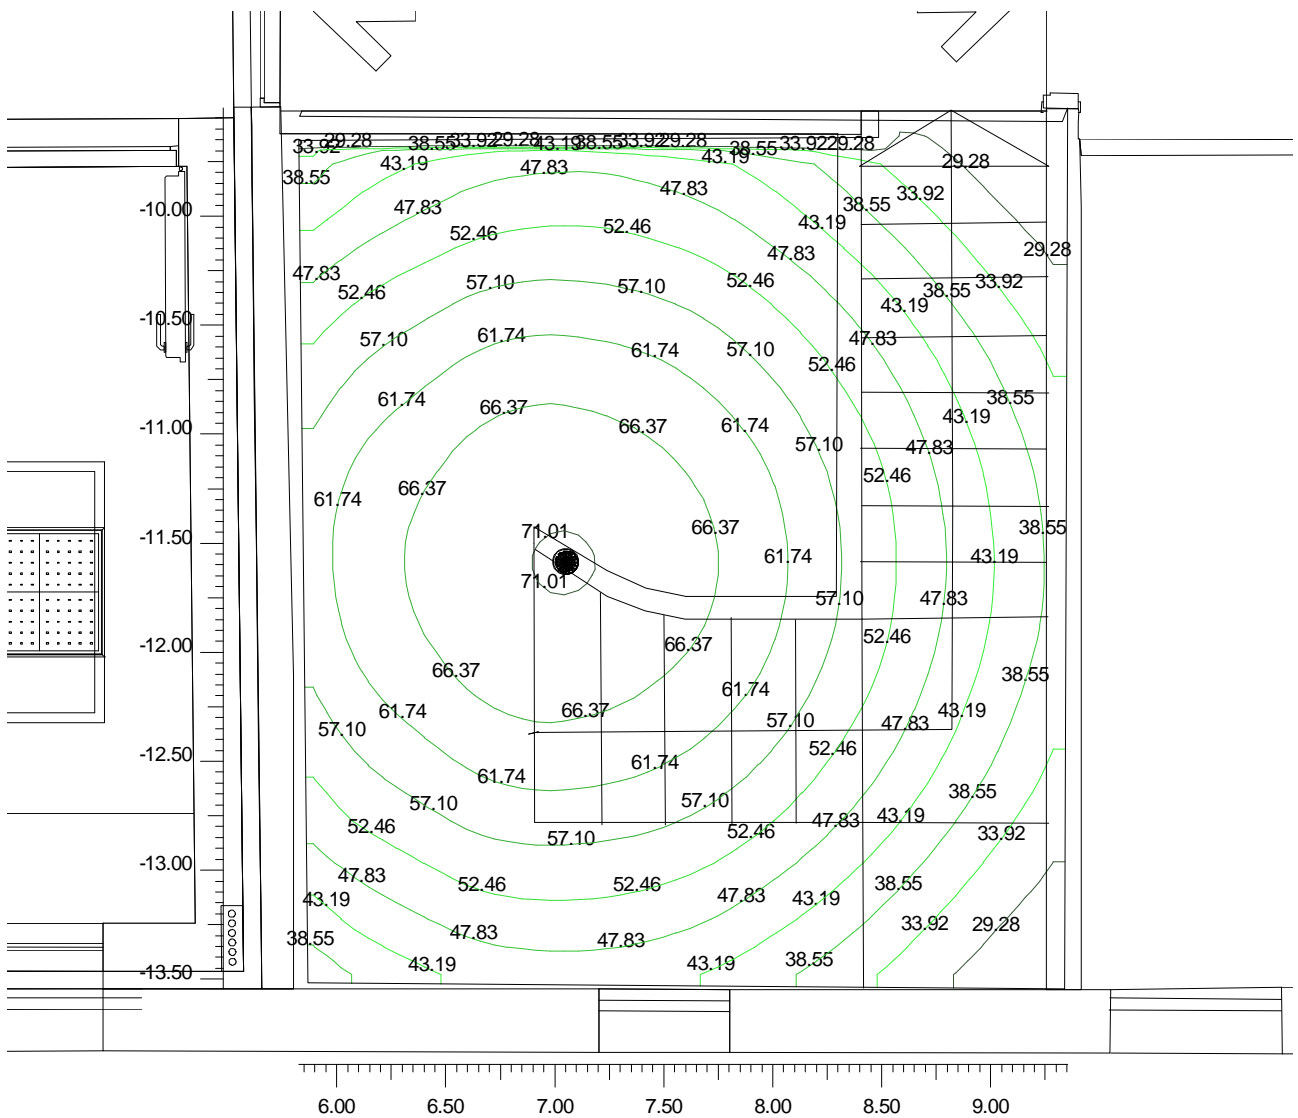 33.92 29.28 38.55 33.92 29.28 43.19 38.55 33.92 29.28 38.55 33.92 29.28
43.19 47.83 43.19 29.28
38.55 47.83 33.92
-10.00 47.83 38.55
52.46 52.46 43.19
47.83 29.28
47.83 57.10 57.10 52.46 33.92
52.46 38.55
-10.50 43.19
57.10 61.74 61.74 57.10 47.83
52.46
61.74 66.37 38.55
-11.00 66.37 61.74 43.19
57.10 47.83
61.74 66.37 52.46
-11.50 71.01 66.37 38.55
61.74 43.19
71.01 57.10 47.83
-12.00 66.37 52.46
66.37 38.55
61.74 66.37 61.74 43.19
57.10 57.10 47.83
-12.50 61.74 61.74 52.46
57.10 57.10 38.55
52.46 57.10 52.46 47.83 43.19 33.92
-13.00 47.83 52.46 52.46 38.55
43.19 47.83 43.19
38.55 47.83 47.83 33.92 29.28
-13.50 43.19 43.19 38.55
6.00 6.50 7.00 7.50 8.00 8.50 9.00